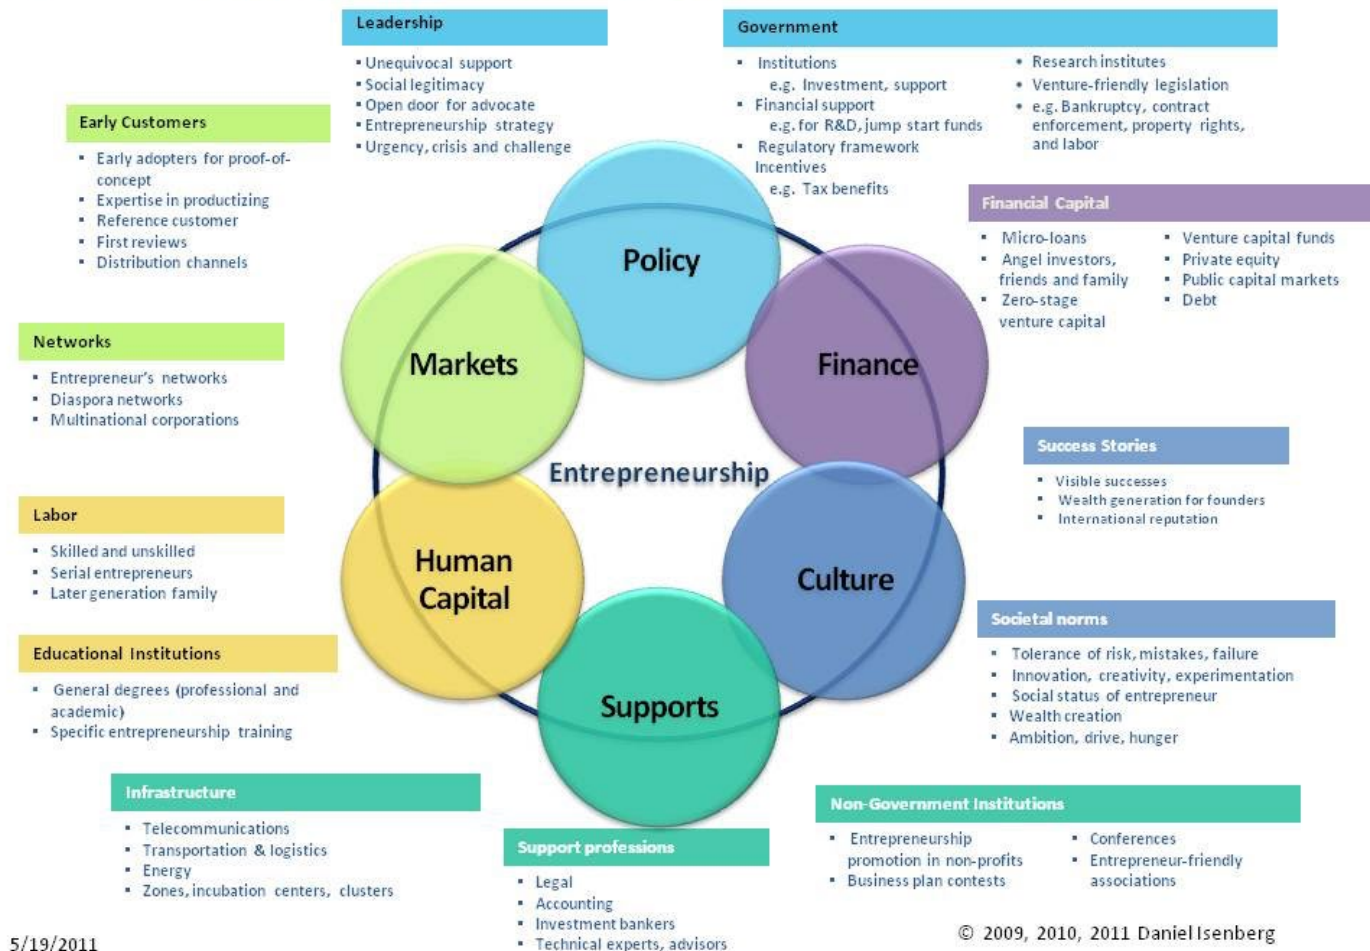 Leadership
Unequivocal support
Social legitimacy
Open door for advocate
Entrepreneurship strategy
Urgency, crisis and challenge
Government
Institutions
e.g. Investment, support
Financial support
e.g. for R&D, jump start funds
Regulatory framework
Incentives
e.g. Tax benefits
Research institutes
Venture-friendly legislation
e.g. Bankruptcy, contract
enforcement, property rights,
and labor
Early Customers
Early adopters for proof-of-
concept
Expertise in productizing
Reference customer
First reviews
Distribution channels
Financial Capital
Micro-loans
Angel investors,
friends and family
Zero-stage
venture capital
Venture capital funds
Private equity
Public capital markets
Debt
Networks
Entrepreneur's networks
Diaspora networks
Multinational corporations
Policy
Markets
Finance
Entrepreneurship
Human
Capital
Culture
Supports
Success Stories
Visible successes
Wealth generation for founders
International reputation
Labor
Skilled and unskilled
Serial entrepreneurs
Later generation family
Societal norms
Tolerance of risk, mistakes, failure
Innovation, creativity, experimentation
Social status of entrepreneur
Wealth creation
Ambition, drive, hunger
Educational Institutions
General degrees (professional and
academic)
Specific entrepreneurship training
Infrastructure
Telecommunications
Transportation & logistics
Energy
Zones, incubation centers, clusters
Support professions
Legal
Accounting
Investment bankers
Technical experts, advisors
Non-Government Institutions
Entrepreneurship
promotion in non-profits
Business plan contests
Conferences
Entrepreneur-friendly
associations
5/19/2011
© 2009, 2010, 2011 Daniel Isenberg